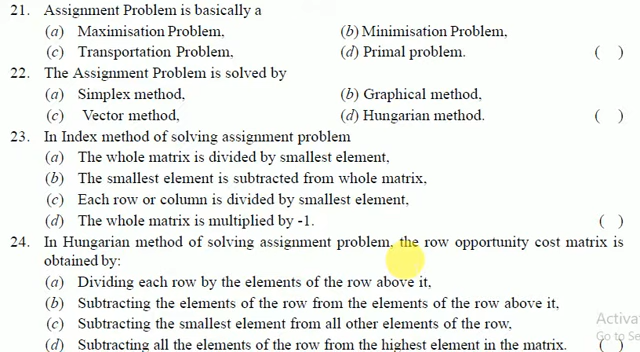 21. Assignment Problem is basically a
(a) Maximisation Problem, (b) Minimisation Problem,
(c) Transportation Problem, (d) Primal problem. ( )
22. The Assignment Problem is solved by
(a) Simplex method, (b) Graphical method,
(c) Vector method, (d) Hungarian method. ( )
23. In Index method of solving assignment problem
(a) The whole matrix is divided by smallest element,
(b) The smallest element is subtracted from whole matrix,
(c) Each row or column is divided by smallest element,
(d) The whole matrix is multiplied by -1. ( )
24. In Hungarian method of solving assignment problem, the row opportunity cost matrix is
obtained by:
(a) Dividing each row by the elements of the row above it,
(b) Subtracting the elements of the row from the elements of the row above it,
(c) Subtracting the smallest element from all other elements of the row,
(d) Subtracting all the elements of the row from the highest element in the matrix. ( )
Activa
Go to Se